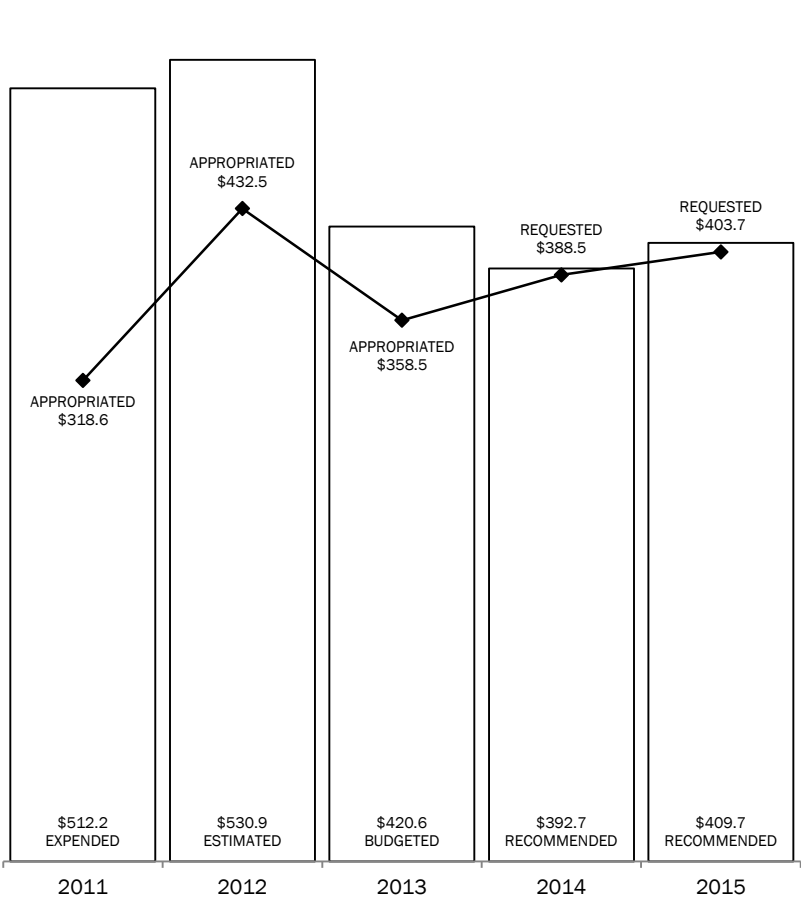 APPROPRIATED
$432.5
REQUESTED
$403.7
REQUESTED
$388.5
APPROPRIATED
$358.5
APPROPRIATED
$318.6
$512.2
EXPENDED
$530.9
ESTIMATED
$420.6
BUDGETED
$392.7
RECOMMENDED
$409.7
RECOMMENDED
2011
2012
2013
2014
2015